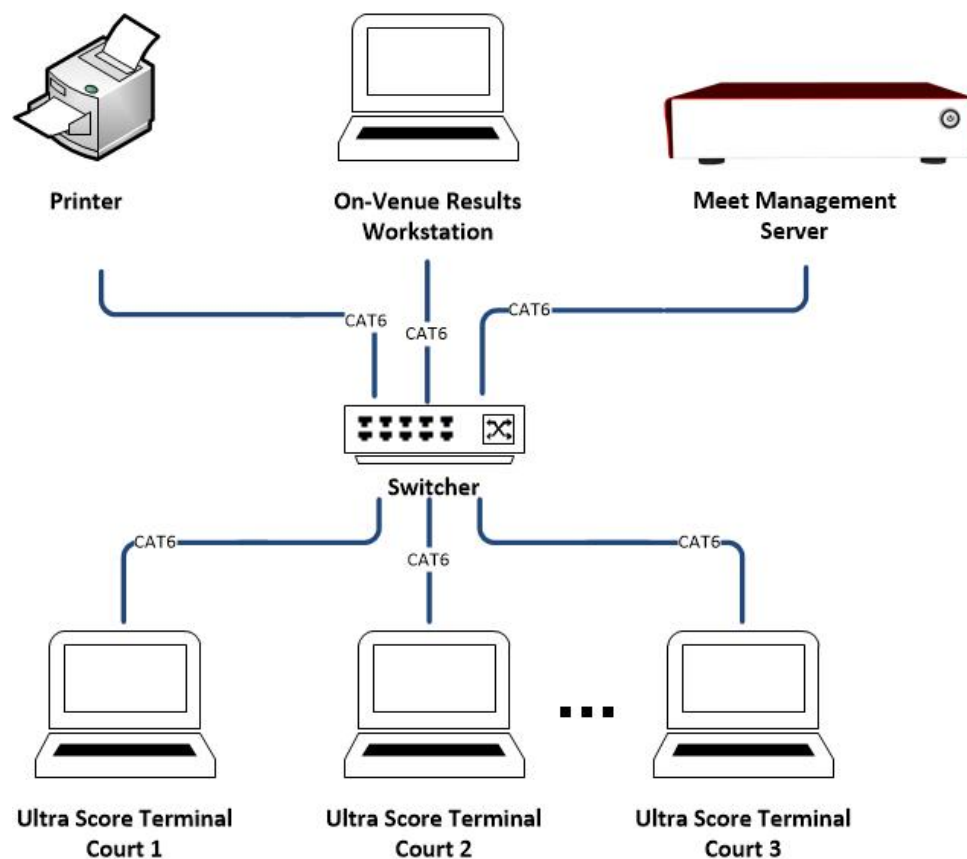 Printer
On-Venue Results
Workstation
Meet Management
Server
CAT6
CAT6
CAT6
Switcher
CAT6
CAT6
CAT6
...
Ultra Score Terminal
Court 1
Ultra Score Terminal
Court 2
Ultra Score Terminal
Court 3